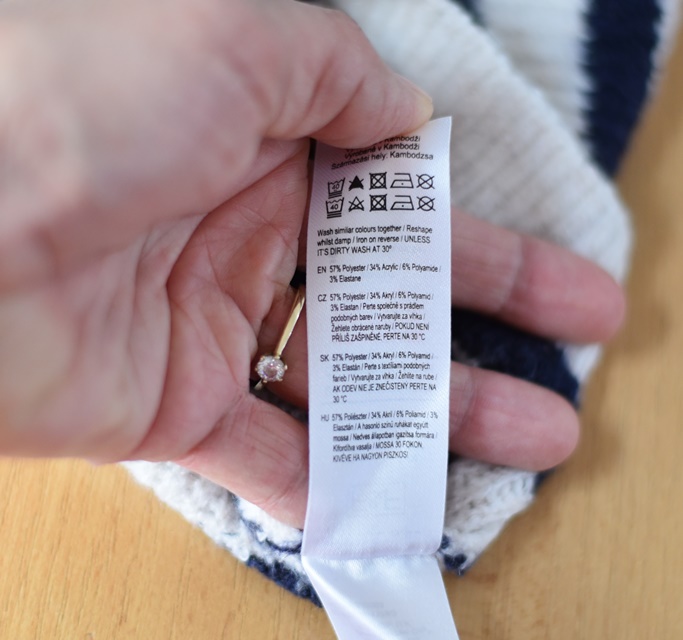 Vyrobené v Kambodži
Származási hely: Kambodzsa
40
40
Wash similar colours together / Reshape
whilst damp / Iron on reverse / UNLESS
IT'S DIRTY WASH AT 30°
EN 57% Polyester / 34% Acrylic / 6% Polyamide /
3% Elastane
CZ 57% Polyester / 34% Akryl / 6% Polyamid /
3% Elastan / Perte společně s prádlem
podobných barev / Vytvarujte za vlhka /
Žehlete obrácené naruby / POKUD NENÍ
PŘÍLIŠ ZAŠPINĚNÉ, PERTE NA 30 °C
SK 57% Polyester / 34% Akryl / 6% Polyamid /
3% Elastán / Perte s textíliami podobných
farieb / Vytvarujte za vlhka / Žehlite na rube /
AK ODEV NIE JE ZNEČISTENÝ PERTE NA
30 °C
HU 57% Poliészter / 34% Akril / 6% Poliamid / 3%
Elasztán / A hasonló színű ruhákat együtt
mossa / Nedves állapotban igazítsa formára /
Kifordítva vasalja / MOSSA 30 FOKON,
KIVÉVE HA NAGYON PISZKOS!